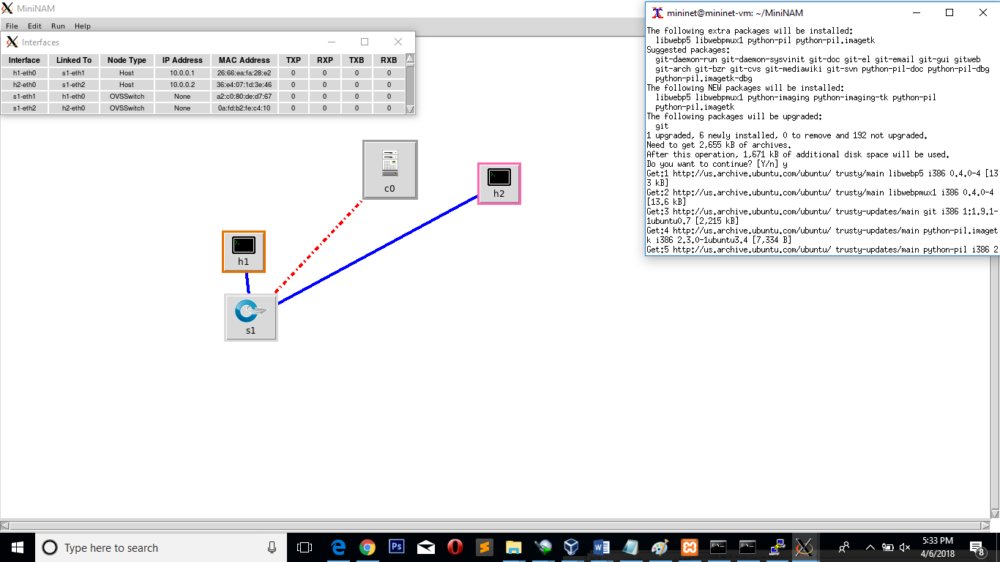 MiniNAM
File Edit Run Help
Interfaces
Interface Linked To Node Type IP Address MAC Address TXP RXP TXB RXB
h1-eth0 s1-eth1 Host 10.0.0.1 26:66:ea:fa:28:e2 0 0 0 0
h2-eth0 s1-eth2 Host 10.0.0.2 36:e4:07:1d:3e:46 0 0 0 0
s1-eth1 h1-eth0 OVSSwitch None a2:c0:80:de:d7:67 0 0 0 0
s1-eth2 h2-eth0 OVSSwitch None 0a:fd:b2:fe:c4:10 0 0 0 0
c0
h2
h1
s1
mininet@mininet-vm: ~/MiniNAM
The following extra packages will be installed:
libwebp5 libwebpmux1 python-pil python-pil.imagetk
Suggested packages:
git-daemon-run git-daemon-sysvinit git-doc git-el git-email git-gui gitweb
git-arch git-bzr git-cvs git-mediawiki git-svn python-pil-doc python-pil-dbg
python-pil.imagetk-dbg
The following NEW packages will be installed:
libwebp5 libwebpmux1 python-imaging python-imaging-tk python-pil
python-pil.imagetk
The following packages will be upgraded:
git
1 upgraded, 6 newly installed, 0 to remove and 192 not upgraded.
Need to get 2,655 kB of archives.
After this operation, 1,671 kB of additional disk space will be used.
Do you want to continue? [Y/n] y
Get:1 http://us.archive.ubuntu.com/ubuntu/ trusty/main libwebp5 i386 0.4.0-4 [13
3 kB]
Get:2 http://us.archive.ubuntu.com/ubuntu/ trusty/main libwebpmux1 i386 0.4.0-4
[13.6 kB]
Get:3 http://us.archive.ubuntu.com/ubuntu/ trusty-updates/main git i386 1:1.9.1-
1ubuntu0.7 [2,215 kB]
Get:4 http://us.archive.ubuntu.com/ubuntu/ trusty-updates/main python-pil.imaget
k i386 2.3.0-1ubuntu3.4 [7,334 B]
Get:5 http://us.archive.ubuntu.com/ubuntu/ trusty-updates/main python-pil i386 2
Type here to search
Ps
5:33 PM
4/6/2018
8